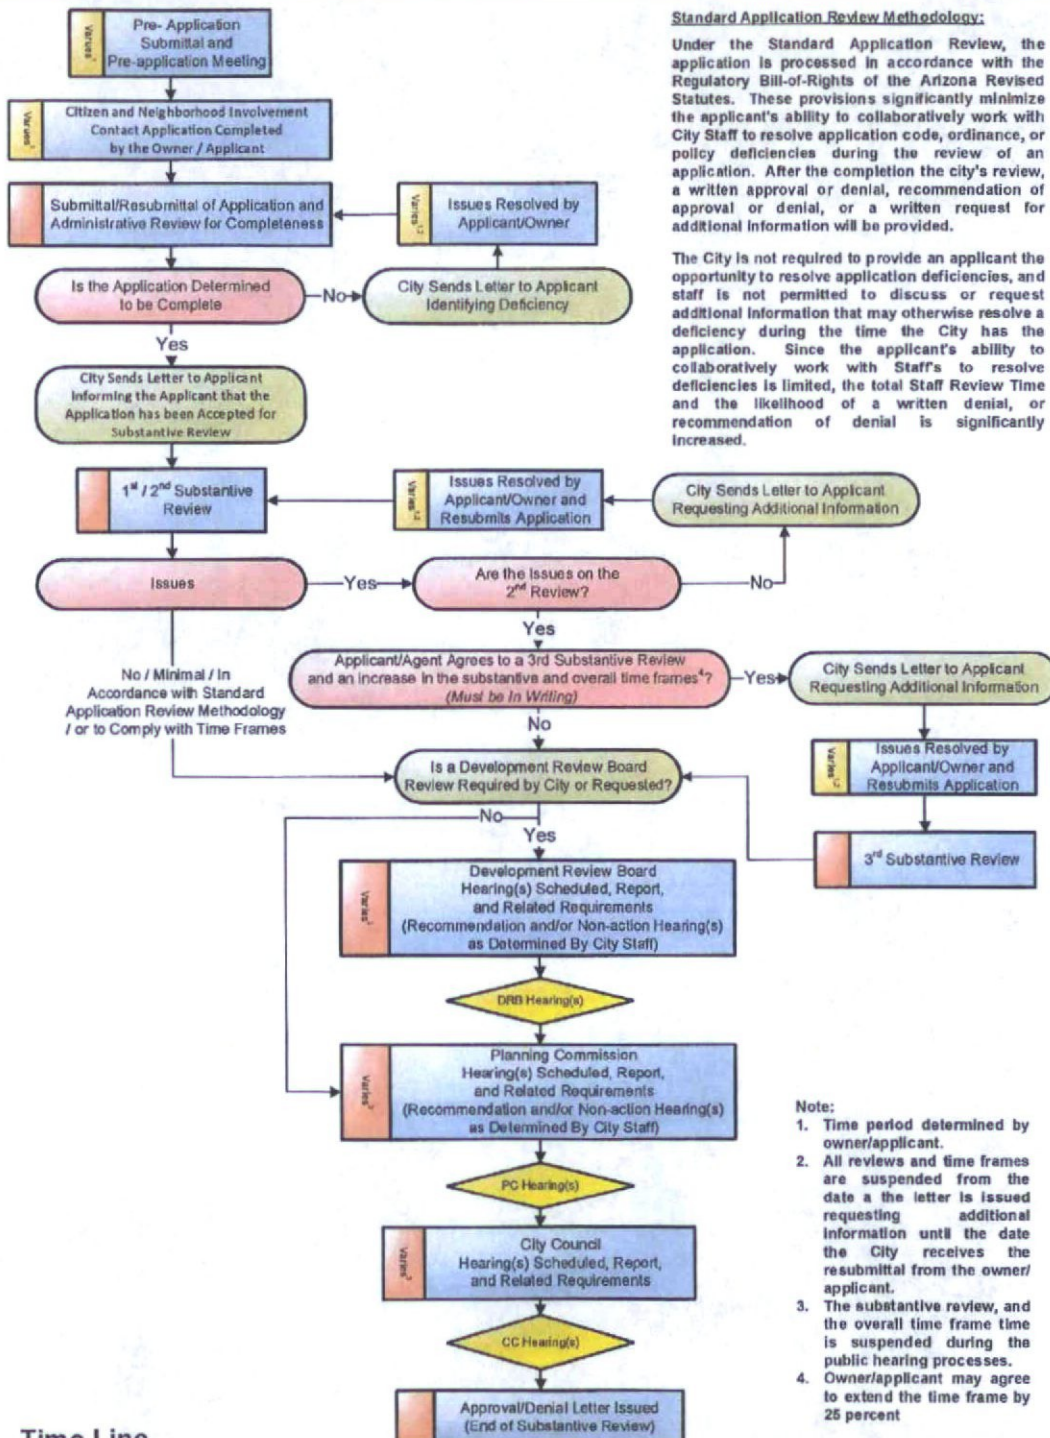 Pre- Application
Submittal and
Pre-application Meeting
Varies¹
Standard Application Review Methodology:
Under the Standard Application Review, the
application is processed in accordance with the
Regulatory Bill-of-Rights of the Arizona Revised
Statutes. These provisions significantly minimize
the applicant's ability to collaboratively work with
City Staff to resolve application code, ordinance, or
policy deficiencies during the review of an
application. After the completion the city's review,
a written approval or denial, recommendation of
approval or denial, or a written request for
additional information will be provided.
The City is not required to provide an applicant the
opportunity to resolve application deficiencies, and
staff is not permitted to discuss or request
additional information that may otherwise resolve a
deficiency during the time the City has the
application. Since the applicant's ability to
collaboratively work with Staff's to resolve
deficiencies is limited, the total Staff Review Time
and the likelihood of a written denial, or
recommendation of denial is significantly
increased.
Varies¹
Citizen and Neighborhood Involvement
Contact Application Completed
by the Owner / Applicant
Submittal/Resubmittal of Application and
Administrative Review for Completeness
Varies¹,²
Issues Resolved by
Applicant/Owner
Is the Application Determined
to be Complete
No
City Sends Letter to Applicant
Identifying Deficiency
Yes
City Sends Letter to Applicant
Informing the Applicant that the
Application has been Accepted for
Substantive Review
1st / 2nd Substantive
Review
Varies¹,²
Issues Resolved by
Applicant/Owner and
Resubmits Application
City Sends Letter to Applicant
Requesting Additional Information
Issues
Yes
Are the Issues on the
2nd Review?
No
Yes
No / Minimal / In
Accordance with Standard
Application Review Methodology
/ or to Comply with Time Frames
Applicant/Agent Agrees to a 3rd Substantive Review
and an increase in the substantive and overall time frames⁴?
(Must be In Writing)
Yes
City Sends Letter to Applicant
Requesting Additional Information
No
Is a Development Review Board
Review Required by City or Requested?
Varies¹,²
Issues Resolved by
Applicant/Owner and
Resubmits Application
No
Yes
3rd Substantive Review
Varies³
Development Review Board
Hearing(s) Scheduled, Report,
and Related Requirements
(Recommendation and/or Non-action Hearing(s)
as Determined By City Staff)
DRB Hearing(s)
Varies³
Planning Commission
Hearing(s) Scheduled, Report,
and Related Requirements
(Recommendation and/or Non-action Hearing(s)
as Determined By City Staff)
PC Hearing(s)
Varies³
City Council
Hearing(s) Scheduled, Report,
and Related Requirements
CC Hearing(s)
Approval/Denial Letter Issued
(End of Substantive Review)
Note:
1. Time period determined by
owner/applicant.
2. All reviews and time frames
are suspended from the
date a the letter is issued
requesting additional
information until the date
the City receives the
resubmittal from the owner/
applicant.
3. The substantive review, and
the overall time frame time
is suspended during the
public hearing processes.
4. Owner/applicant may agree
to extend the time frame by
25 percent
Time Line